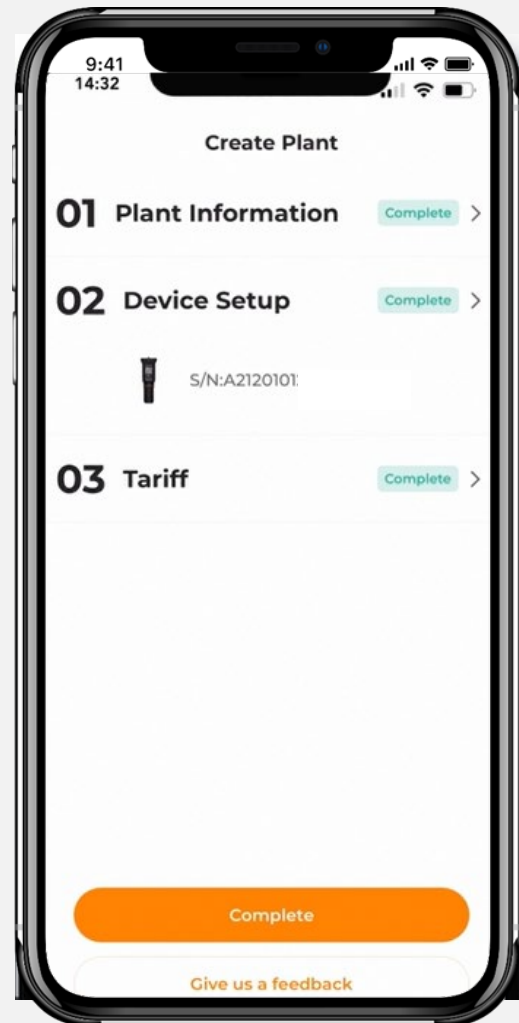 9:41
14:32
Create Plant
01 Plant Information Complete
02 Device Setup Complete
S/N:A2120101
03 Tariff Complete
Complete
Give us a feedback